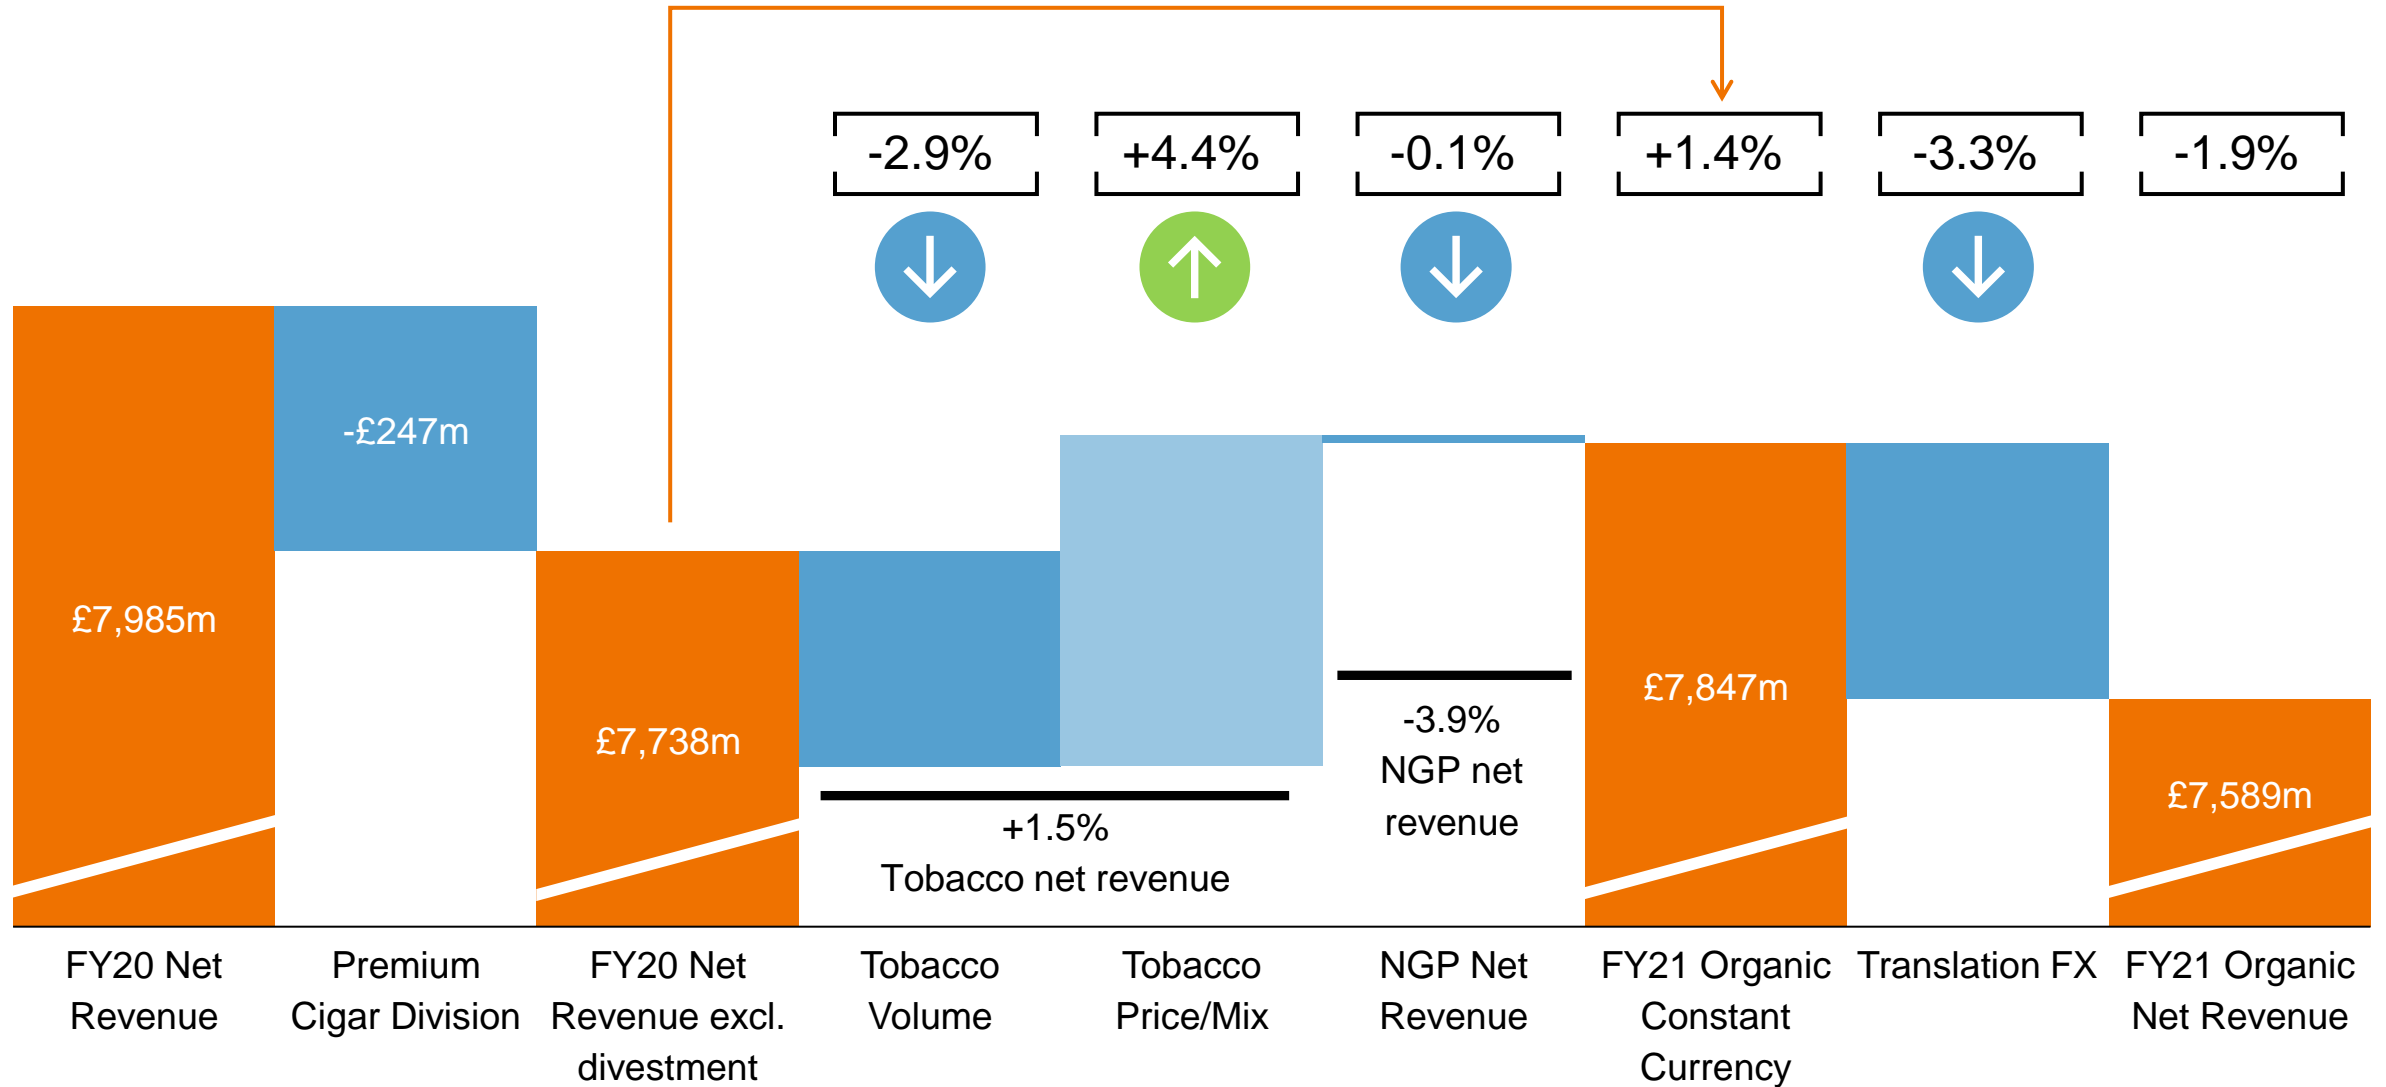 -2.9%
+4.4%
-0.1%
+1.4%
-3.3%
-1.9%
£7,985m
-£247m
£7,738m
+1.5%
Tobacco net revenue
-3.9%
NGP net
revenue
£7,847m
£7,589m
FY20 Net
Revenue
Premium
Cigar Division
FY20 Net
Revenue excl.
divestment
Tobacco
Volume
Tobacco
Price/Mix
NGP Net
Revenue
FY21 Organic
Constant
Currency
Translation FX
FY21 Organic
Net Revenue